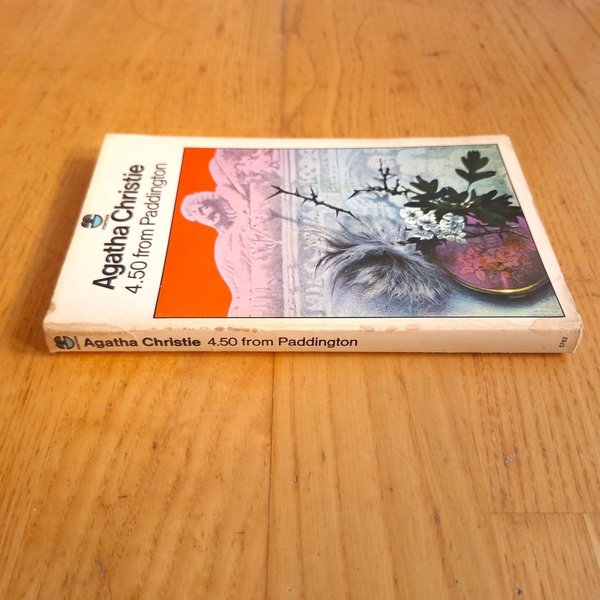 Agatha Christie
4.50 from Paddington
Agatha Christie 4.50 from Paddington